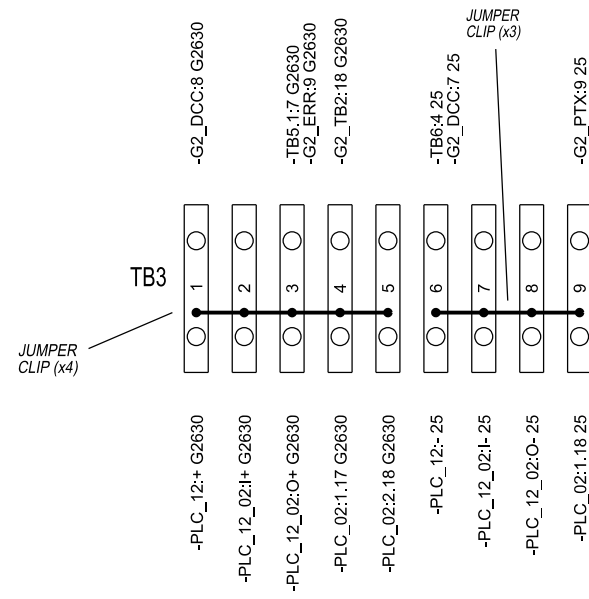 JUMPER
CLIP (x3)
-G2_DCC:8 G2630
-TB5.1:7 G2630
-G2_ERR:9 G2630
-G2_TB2:18 G2630
-TB6:4 25
-G2_DCC:7 25
-G2_PTX:9 25
TB3
1
2
3
4
5
6
7
8
9
JUMPER
CLIP (x4)
-PLC_12:+ G2630
-PLC_12_02:I+ G2630
-PLC_12_02:O+ G2630
-PLC_02:1.17 G2630
-PLC_02:2.18 G2630
-PLC_12:- 25
-PLC_12_02:I- 25
-PLC_12_02:O- 25
-PLC_02:1.18 25